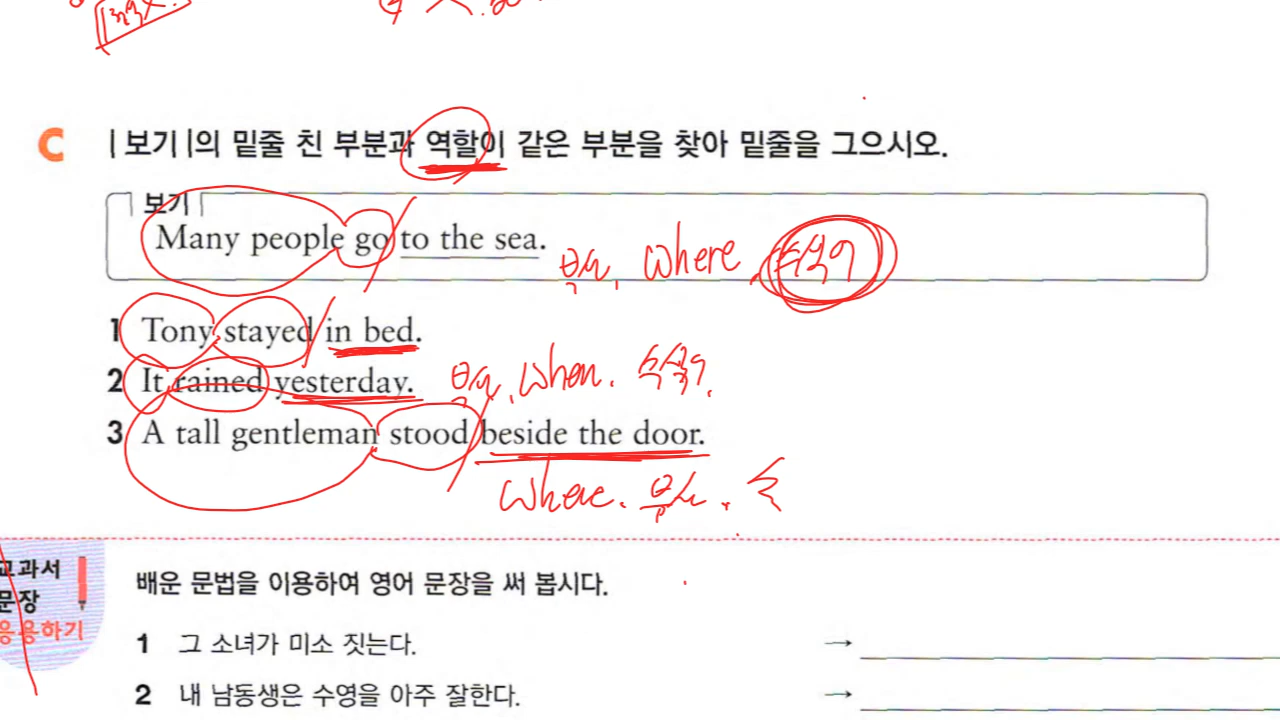 C |보기|의 밑줄 친 부분과 역할이 같은 부분을 찾아 밑줄을 그으시오.
보기
Many people go to the sea.
부사, where, 수식어
1 Tony stayed in bed.
2 It rained yesterday. 부사, when. 수식어.
3 A tall gentleman stood beside the door.
where. 부사. 수
교과서
문장
응용하기
배운 문법을 이용하여 영어 문장을 써 봅시다.
1 그 소녀가 미소 짓는다. →
2 내 남동생은 수영을 아주 잘한다. →